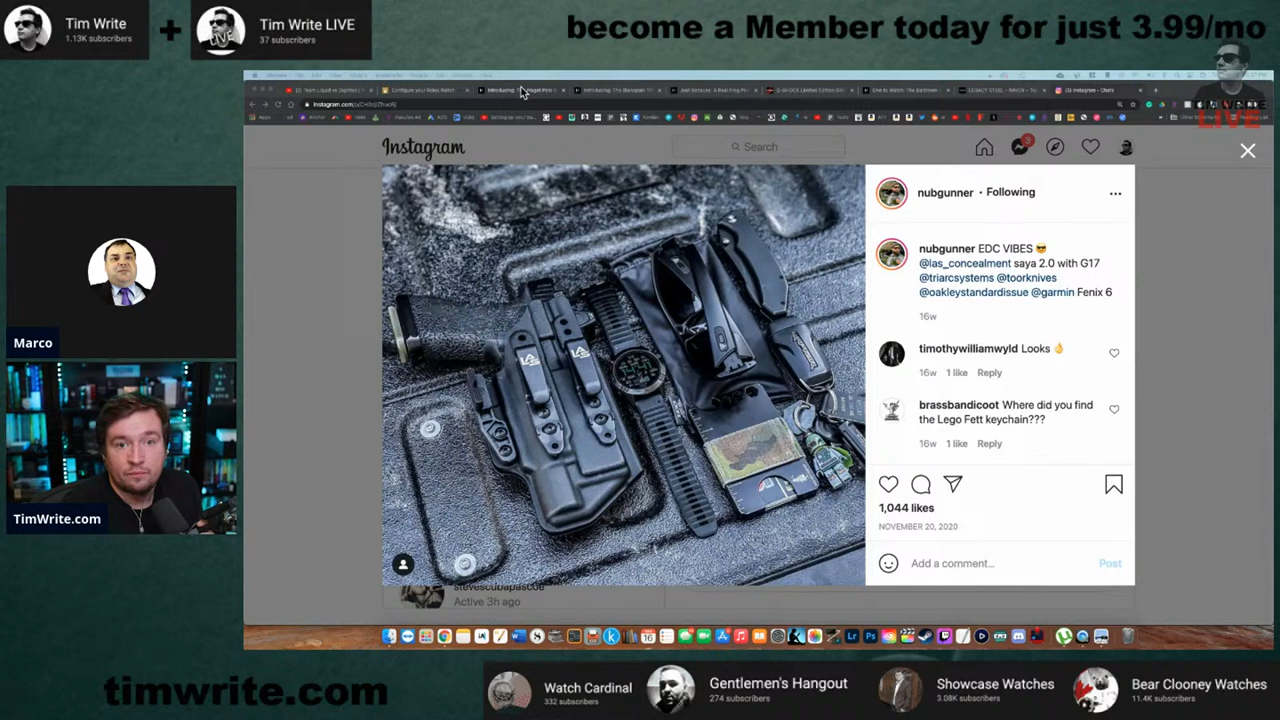 Tim Write
1.13K subscribers
Tim Write LIVE
37 subscribers
become a Member today for just 3.99/mo
LIVE
Instagram
Search
3
nubgunner • Following
nubgunner EDC VIBES 😎
@las_concealment saya 2.0 with G17
@triarcsystems @toorknives
@oakleystandardissue @garmin Fenix 6
16w
timothywilliamwyld Looks 👌
16w 1 like Reply
brassbandicoot Where did you find
the Lego Fett keychain???
16w 1 like Reply
1,044 likes
NOVEMBER 20, 2020
Add a comment...
Post
stevescubapascoe
Active 3h ago
Marco
TimWrite.com
timwrite.com
Watch Cardinal
332 subscribers
Gentlemen's Hangout
274 subscribers
Showcase Watches
3.08K subscribers
Bear Clooney Watches
11.4K subscribers